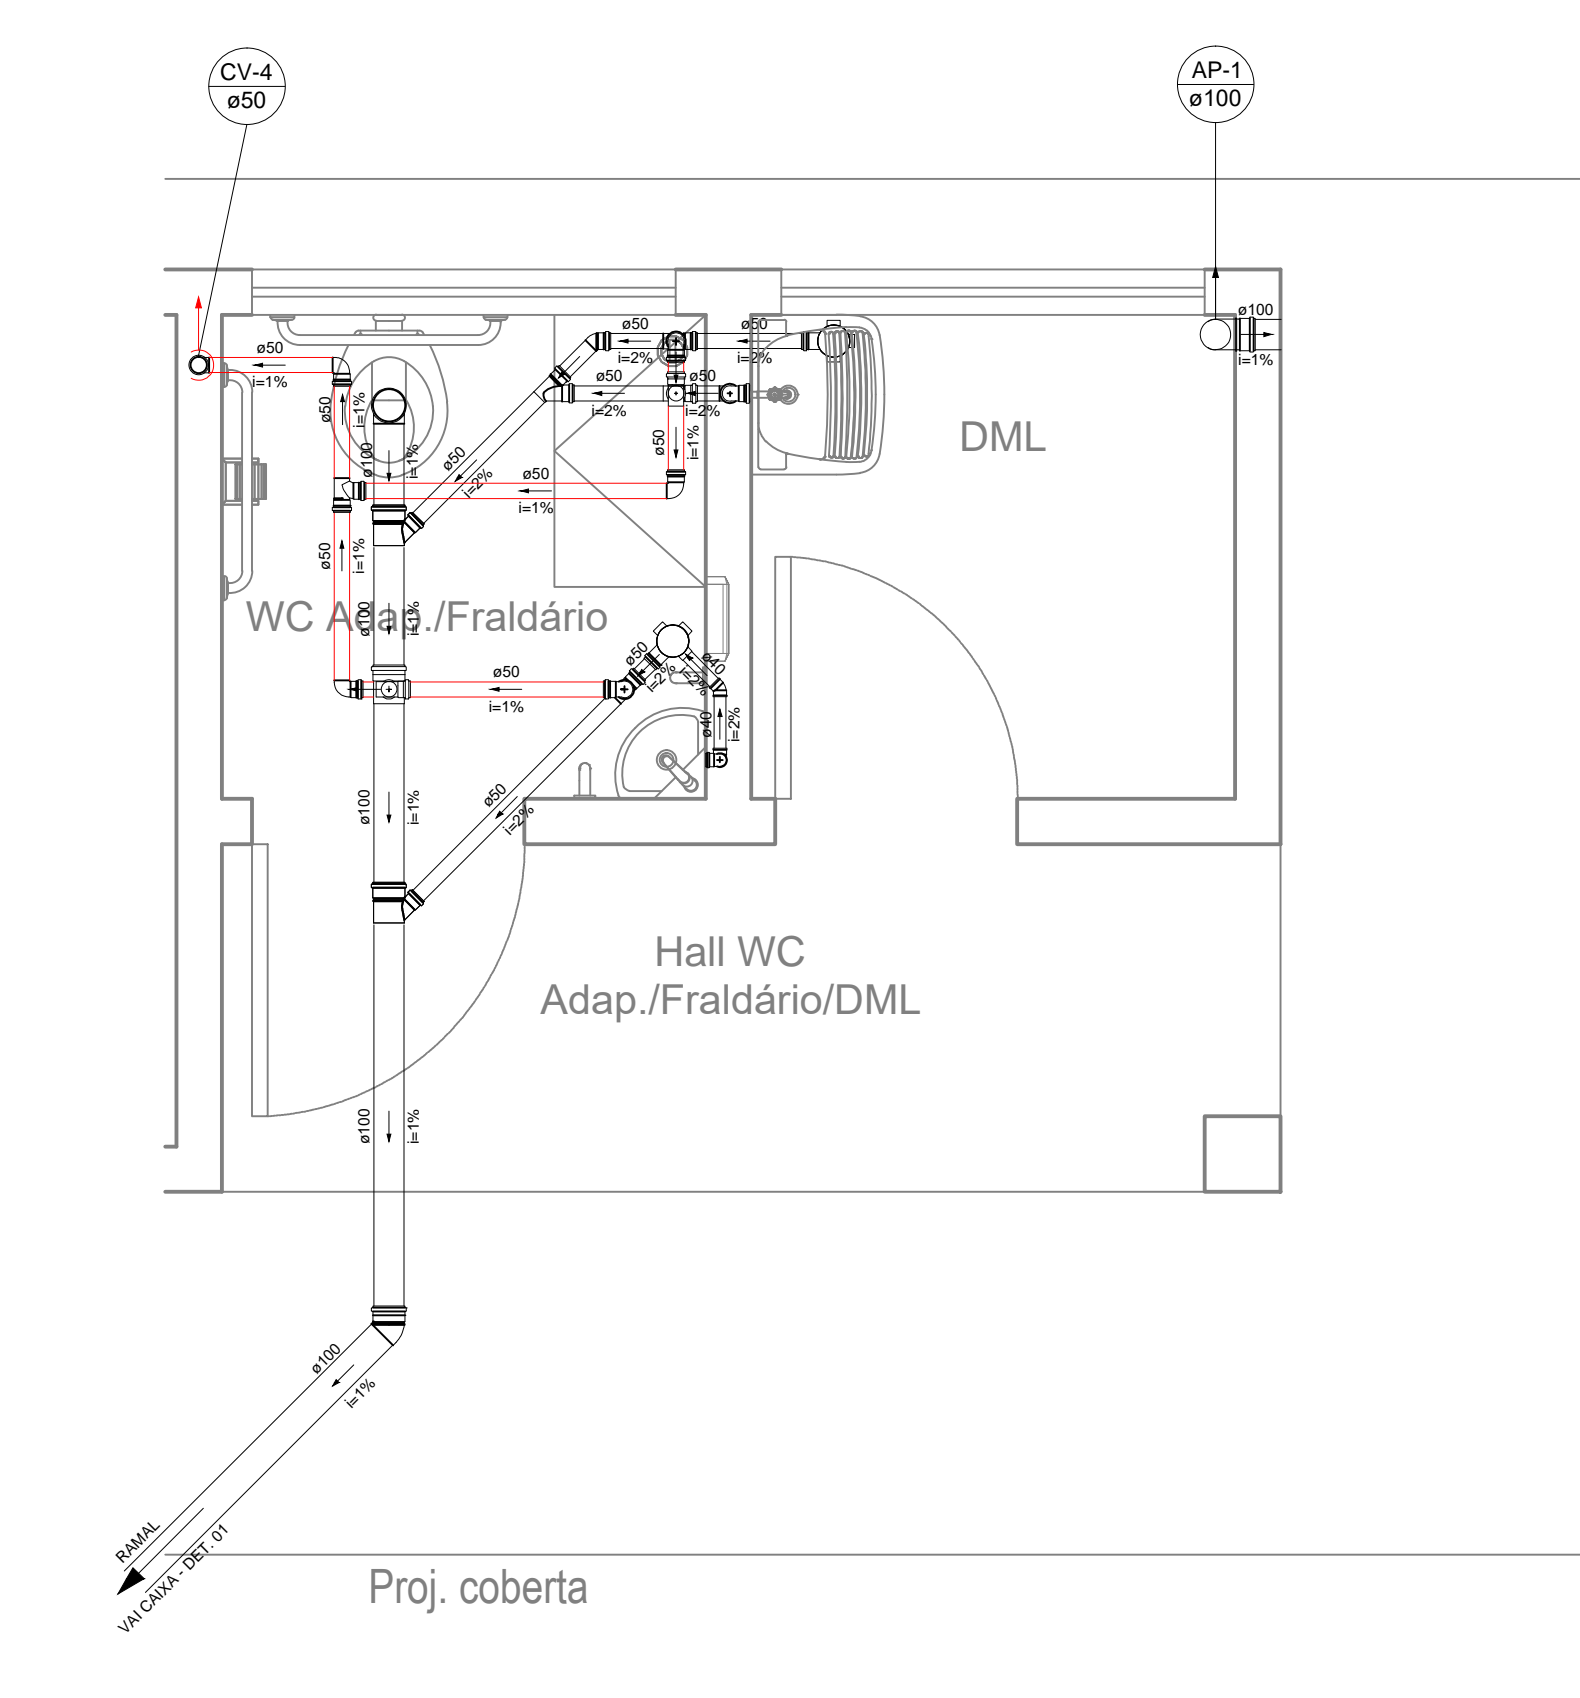 CV-4
ø50
AP-1
ø100
ø100
i=1%
ø50
i=1%
ø50
i=2%
ø50
i=2%
ø50
i=2%
ø50
i=2%
ø50
i=1%
ø100
i=1%
ø50
i=2%
ø50
i=1%
ø50
i=1%
DML
ø50
i=1%
WC Adap./Fraldário
ø100
i=1%
ø50
i=1%
ø50
i=2%
ø40
i=2%
ø40
i=2%
ø100
i=1%
ø50
i=2%
Hall WC
Adap./Fraldário/DML
ø100
i=1%
ø100
i=1%
RAMAL
VAI CAIXA - DET. 01
Proj. coberta